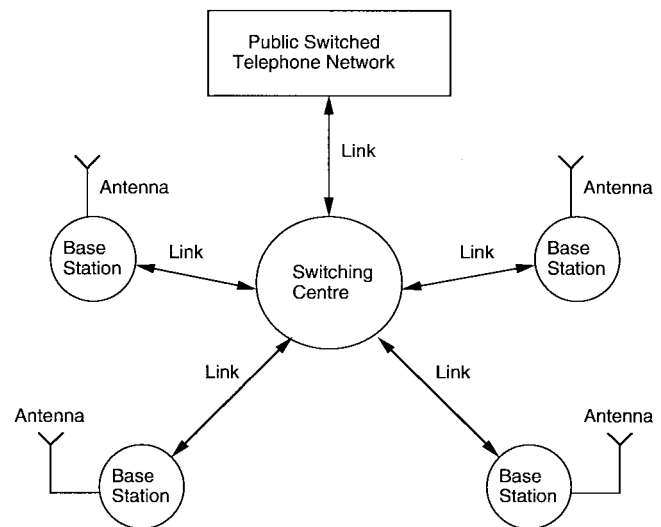 Public Switched
Telephone Network
Link
Antenna
Antenna
Base
Station
Link
Switching
Centre
Link
Base
Station
Link
Link
Antenna
Antenna
Base
Station
Base
Station